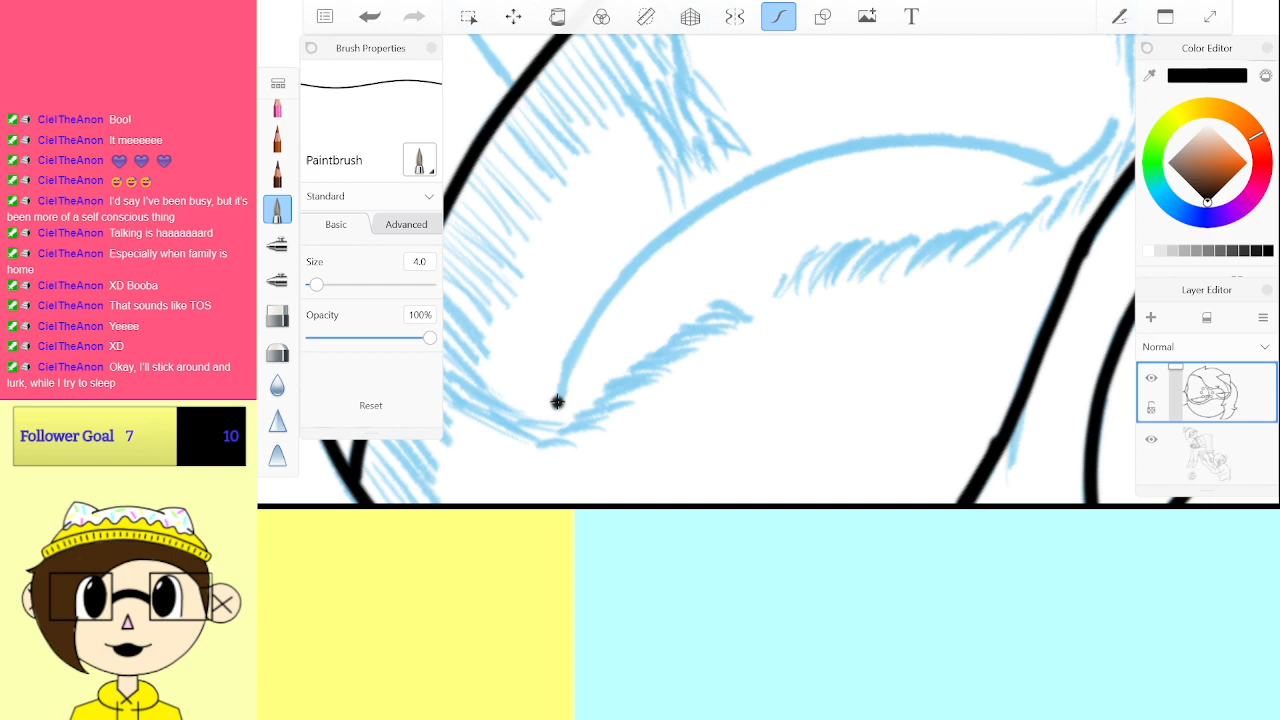 CielTheAnon Boo!
CielTheAnon It meeeeee
CielTheAnon
CielTheAnon
CielTheAnon I'd say I've been busy, but it's
been more of a self conscious thing
CielTheAnon Talking is haaaaaaard
CielTheAnon Especially when family is
home
CielTheAnon XD Booba
CielTheAnon That sounds like TOS
CielTheAnon Yeeee
CielTheAnon XD
CielTheAnon Okay, I'll stick around and
lurk, while I try to sleep
Follower Goal 7 10
T
Brush Properties
Paintbrush
Standard
Basic Advanced
Size 4.0
Opacity 100%
Reset
Color Editor
Layer Editor
Normal